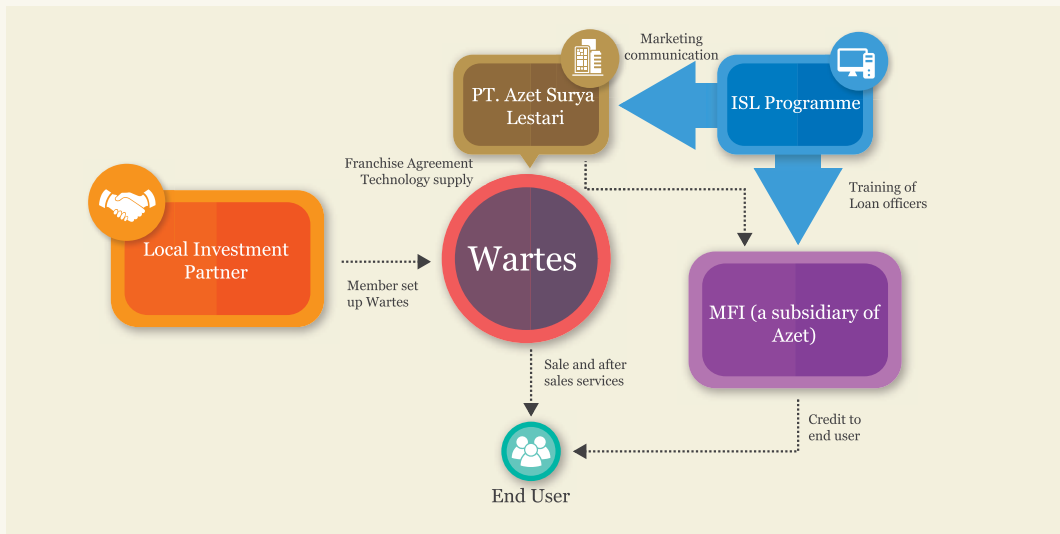 Marketing
communication
PT. Azet Surya
Lestari
ISL Programme
Franchise Agreement
Technology supply
Training of
Loan officers
Local Investment
Partner
Wartes
Member set
up Wartes
MFI (a subsidiary of
Azet)
Sale and after
sales services
Credit to
end user
End User